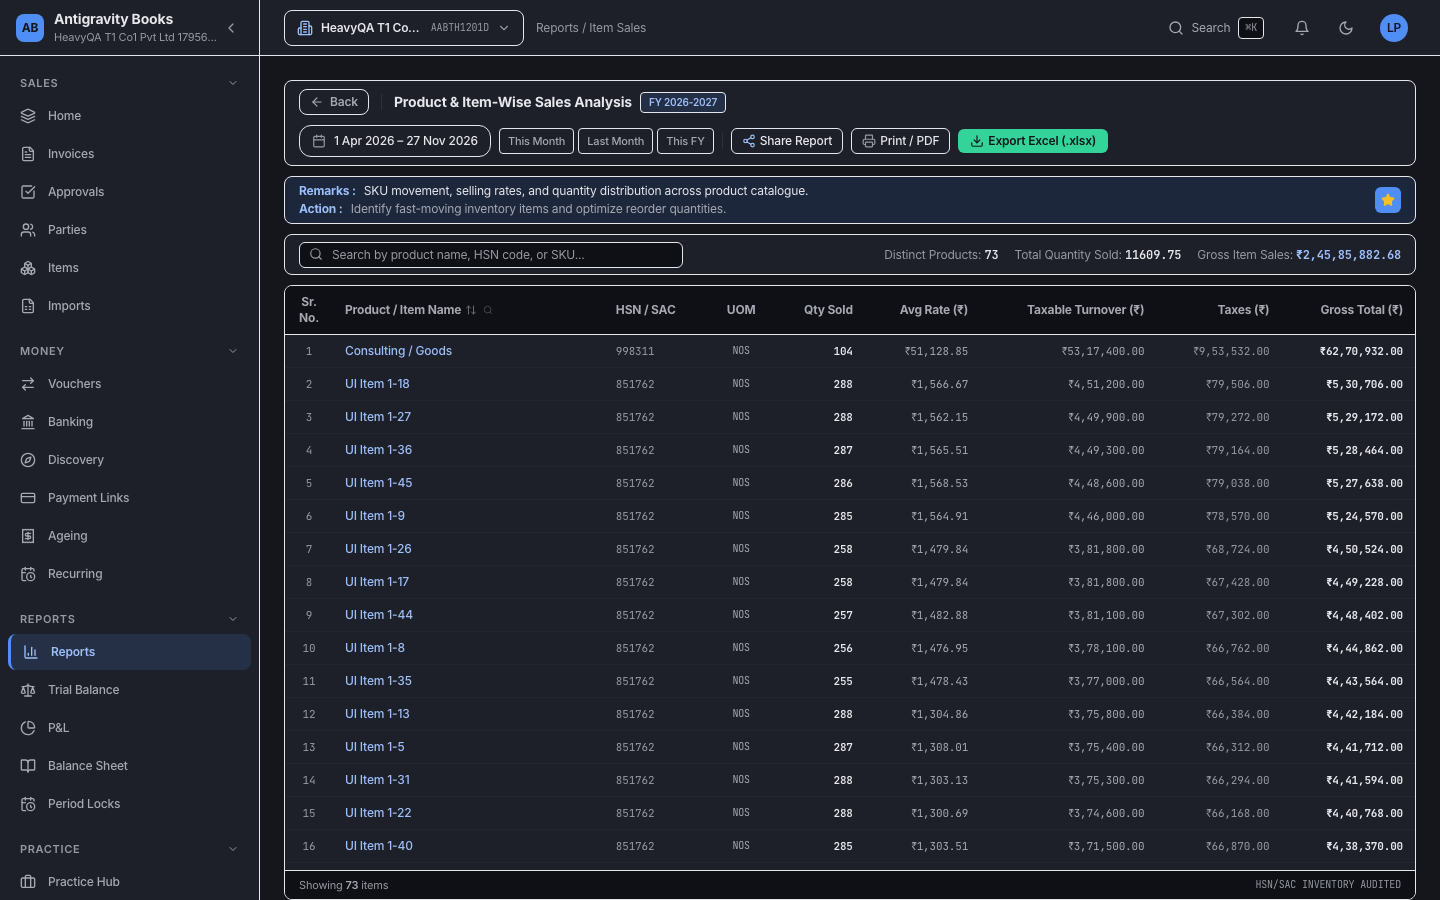 AB
Antigravity Books
HeavyQA T1 Co1 Pvt Ltd 17956...
SALES
Home
Invoices
Approvals
Parties
Items
Imports
MONEY
Vouchers
Banking
Discovery
Payment Links
Ageing
Recurring
REPORTS
Reports
Trial Balance
P&L
Balance Sheet
Period Locks
PRACTICE
Practice Hub
HeavyQA T1 Co... AABTH1201D Reports / Item Sales Search ⌘K LP
Back Product & Item-Wise Sales Analysis FY 2026-2027
1 Apr 2026 – 27 Nov 2026 This Month Last Month This FY Share Report Print / PDF Export Excel (.xlsx)
Remarks : SKU movement, selling rates, and quantity distribution across product catalogue.
Action : Identify fast-moving inventory items and optimize reorder quantities.
Search by product name, HSN code, or SKU... Distinct Products: 73 Total Quantity Sold: 11609.75 Gross Item Sales: ₹2,45,85,882.68
Sr. No. Product / Item Name HSN / SAC UOM Qty Sold Avg Rate (₹) Taxable Turnover (₹) Taxes (₹) Gross Total (₹)
1 Consulting / Goods 998311 NOS 104 ₹51,128.85 ₹53,17,400.00 ₹9,53,532.00 ₹62,70,932.00
2 UI Item 1-18 851762 NOS 288 ₹1,566.67 ₹4,51,200.00 ₹79,506.00 ₹5,30,706.00
3 UI Item 1-27 851762 NOS 288 ₹1,562.15 ₹4,49,900.00 ₹79,272.00 ₹5,29,172.00
4 UI Item 1-36 851762 NOS 287 ₹1,565.51 ₹4,49,300.00 ₹79,164.00 ₹5,28,464.00
5 UI Item 1-45 851762 NOS 286 ₹1,568.53 ₹4,48,600.00 ₹79,038.00 ₹5,27,638.00
6 UI Item 1-9 851762 NOS 285 ₹1,564.91 ₹4,46,000.00 ₹78,570.00 ₹5,24,570.00
7 UI Item 1-26 851762 NOS 258 ₹1,479.84 ₹3,81,800.00 ₹68,724.00 ₹4,50,524.00
8 UI Item 1-17 851762 NOS 258 ₹1,479.84 ₹3,81,800.00 ₹67,428.00 ₹4,49,228.00
9 UI Item 1-44 851762 NOS 257 ₹1,482.88 ₹3,81,100.00 ₹67,302.00 ₹4,48,402.00
10 UI Item 1-8 851762 NOS 256 ₹1,476.95 ₹3,78,100.00 ₹66,762.00 ₹4,44,862.00
11 UI Item 1-35 851762 NOS 255 ₹1,478.43 ₹3,77,000.00 ₹66,564.00 ₹4,43,564.00
12 UI Item 1-13 851762 NOS 288 ₹1,304.86 ₹3,75,800.00 ₹66,384.00 ₹4,42,184.00
13 UI Item 1-5 851762 NOS 287 ₹1,308.01 ₹3,75,400.00 ₹66,312.00 ₹4,41,712.00
14 UI Item 1-31 851762 NOS 288 ₹1,303.13 ₹3,75,300.00 ₹66,294.00 ₹4,41,594.00
15 UI Item 1-22 851762 NOS 288 ₹1,300.69 ₹3,74,600.00 ₹66,168.00 ₹4,40,768.00
16 UI Item 1-40 851762 NOS 285 ₹1,303.51 ₹3,71,500.00 ₹66,870.00 ₹4,38,370.00
Showing 73 items HSN/SAC INVENTORY AUDITED